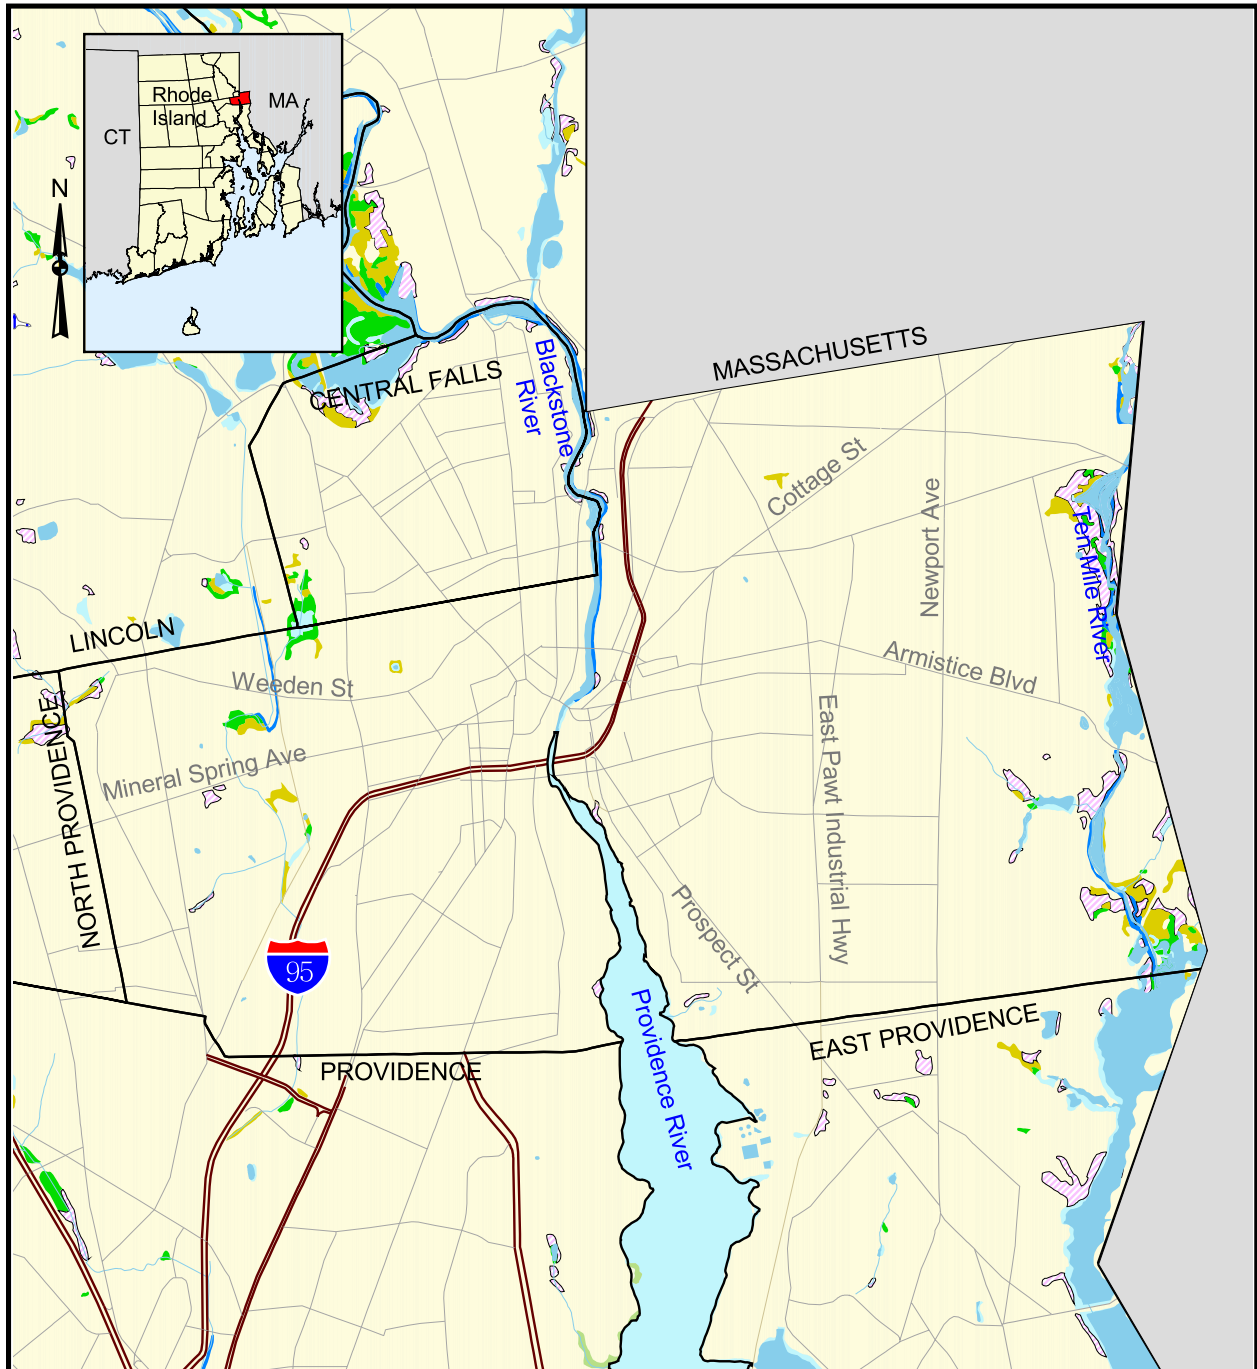 Rhode
Island
MA
CT
N
MASSACHUSETTS
CENTRAL FALLS
Blackstone
River
Cottage St
Newport Ave
Ten Mile River
LINCOLN
Weeden St
Armistice Blvd
NORTH PROVIDENCE
Mineral Spring Ave
East Pawt Industrial Hwy
Prospect St
95
Providence River
EAST PROVIDENCE
PROVIDENCE